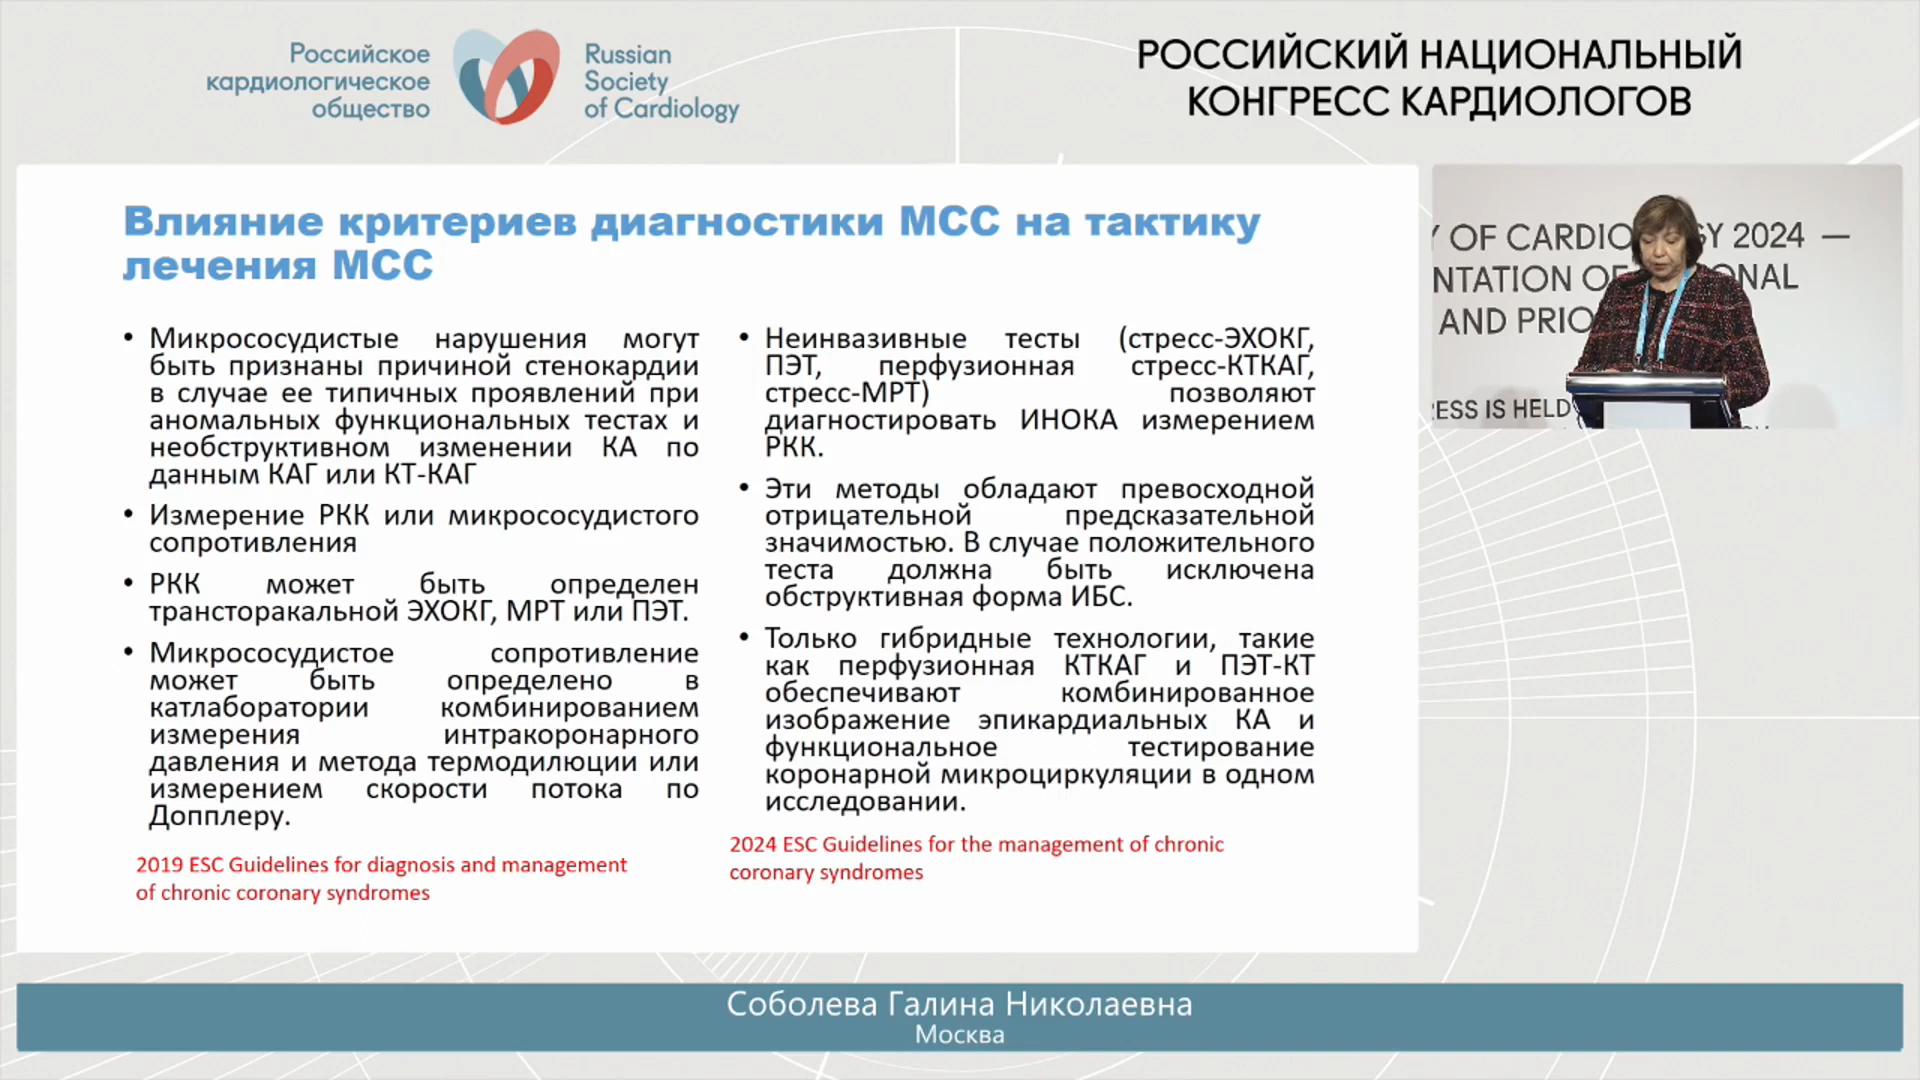 Российское
кардиологическое
общество
Russian
Society
of Cardiology
РОССИЙСКИЙ НАЦИОНАЛЬНЫЙ
КОНГРЕСС КАРДИОЛОГОВ
Влияние критериев диагностики МСС на тактику
лечения МСС
• Микрососудистые нарушения могут
быть признаны причиной стенокардии
в случае ее типичных проявлений при
аномальных функциональных тестах и
необструктивном изменении КА по
данным КАГ или КТ-КАГ
• Измерение РКК или микрососудистого
сопротивления
• РКК может быть определен
трансторакальной ЭХОКГ, МРТ или ПЭТ.
• Микрососудистое сопротивление
может быть определено в
катлаборатории комбинированием
измерения интракоронарного
давления и метода термодилюции или
измерением скорости потока по
Допплеру.
2019 ESC Guidelines for diagnosis and management
of chronic coronary syndromes
• Неинвазивные тесты (стресс-ЭХОКГ,
ПЭТ, перфузионная стресс-КТКАГ,
стресс-МРТ) позволяют
диагностировать ИНОКА измерением
РКК.
• Эти методы обладают превосходной
отрицательной предсказательной
значимостью. В случае положительного
теста должна быть исключена
обструктивная форма ИБС.
• Только гибридные технологии, такие
как перфузионная КТКАГ и ПЭТ-КТ
обеспечивают комбинированное
изображение эпикардиальных КА и
функциональное тестирование
коронарной микроциркуляции в одном
исследовании.
2024 ESC Guidelines for the management of chronic
coronary syndromes
OF CARDIO SY 2024 —
NTATION OF ONAL
AND PRIO
ESS IS HELD
Соболева Галина Николаевна
Москва